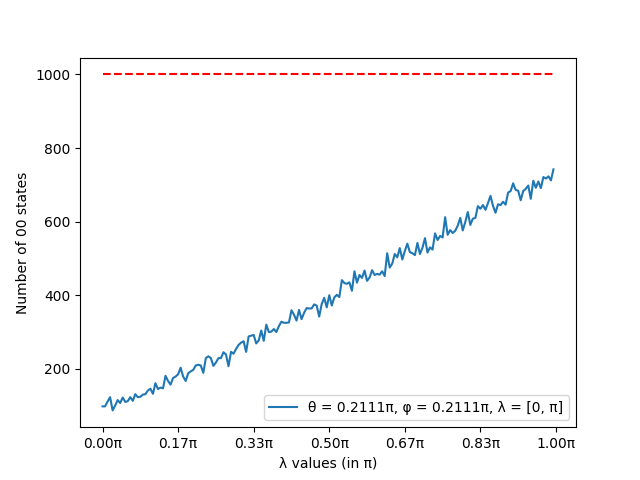 1000
800
600
400
200
Number of 00 states
θ = 0.2111π, φ = 0.2111π, λ = [0, π]
0.00π 0.17π 0.33π 0.50π 0.67π 0.83π 1.00π
λ values (in π)